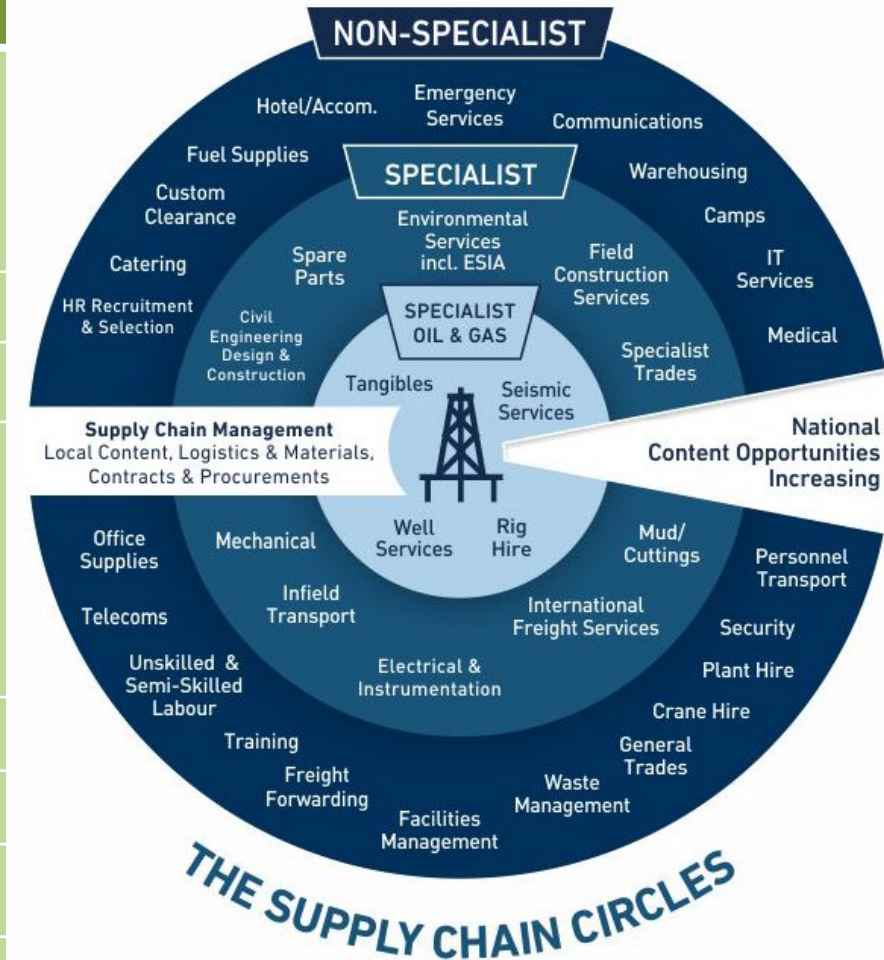 NON-SPECIALIST
Hotel/Accom.
Emergency
Services
Communications
Fuel Supplies
Warehousing
Custom
Clearance
Camps
Catering
IT
Services
HR Recruitment
& Selection
Medical
SPECIALIST
Environmental
Services
incl. ESIA
Spare
Parts
Field
Construction
Services
Civil
Engineering
Design &
Construction
Specialist
Trades
SPECIALIST
OIL & GAS
Tangibles
Seismic
Services
Supply Chain Management
Local Content, Logistics & Materials,
Contracts & Procurements
National
Content Opportunities
Increasing
Well
Services
Rig
Hire
Mechanical
Mud/
Cuttings
Infield
Transport
International
Freight Services
Electrical &
Instrumentation
Office
Supplies
Personnel
Transport
Telecoms
Security
Unskilled &
Semi-Skilled
Labour
Plant Hire
Crane Hire
Training
General
Trades
Freight
Forwarding
Waste
Management
Facilities
Management
THE SUPPLY CHAIN CIRCLES